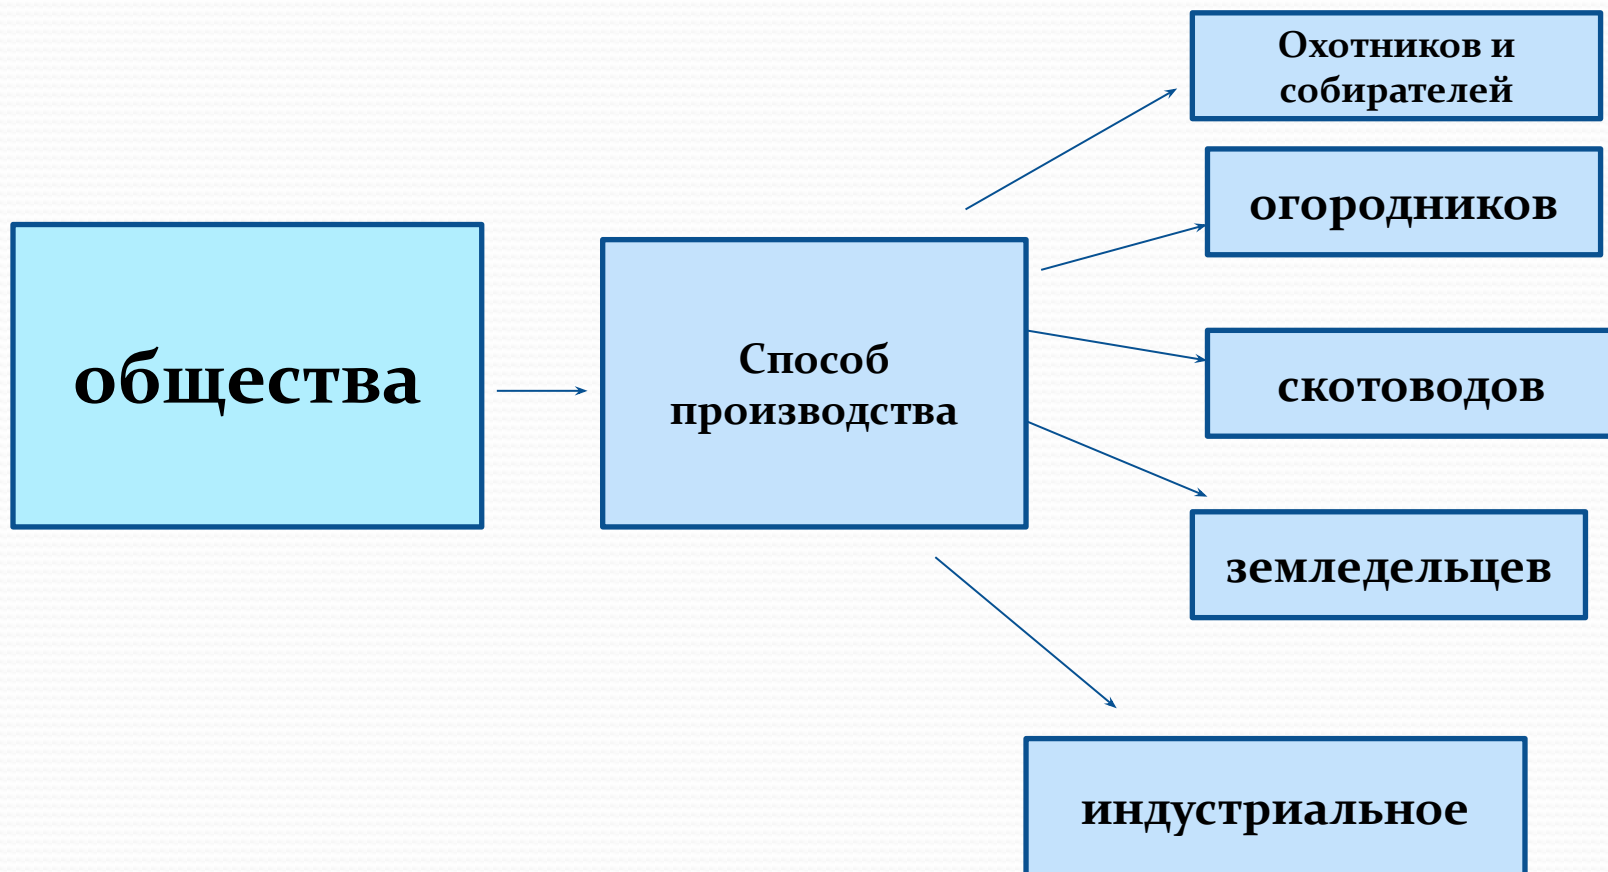 общества
Способ
производства
Охотников и
собирателей
огородников
скотоводов
земледельцев
индустриальное